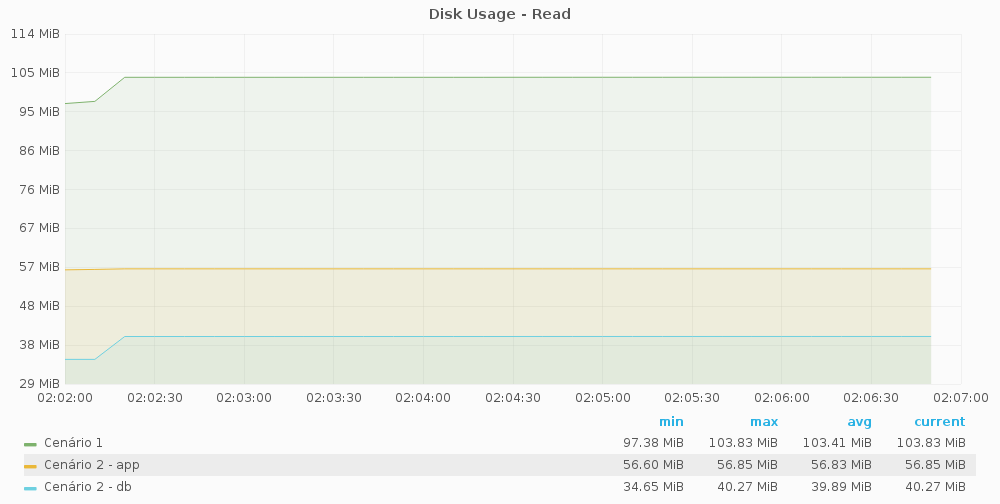 Disk Usage - Read
114 MiB
105 MiB
95 MiB
86 MiB
76 MiB
67 MiB
57 MiB
48 MiB
38 MiB
29 MiB
02:02:00 02:02:30 02:03:00 02:03:30 02:04:00 02:04:30 02:05:00 02:05:30 02:06:00 02:06:30 02:07:00
min max avg current
Cenário 1 97.38 MiB 103.83 MiB 103.41 MiB 103.83 MiB
Cenário 2 - app 56.60 MiB 56.85 MiB 56.83 MiB 56.85 MiB
Cenário 2 - db 34.65 MiB 40.27 MiB 39.89 MiB 40.27 MiB